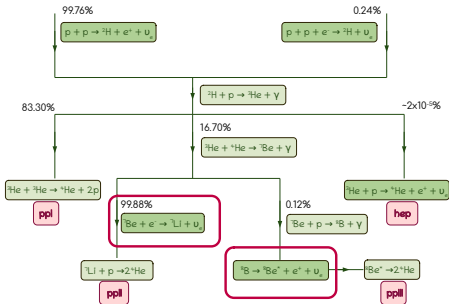 99.76%
0.24%
p + p → ²H + e⁺ + υₑ
p + p + e⁻ → ²H + υₑ
²H + p → ³He + γ
83.30%
~2x10⁻⁵%
16.70%
³He + ⁴He → ⁷Be + γ
³He + ³He → ⁴He + 2p
³He + p → ⁴He + e⁺ + υₑ
ppI
hep
99.88%
0.12%
⁷Be + e⁻ → ⁷Li + υₑ
⁷Be + p → ⁸B + γ
⁷Li + p →2⁴He
⁸B → ⁸Be* + e⁺ + υₑ
⁸Be* →2⁴He
ppII
ppIII